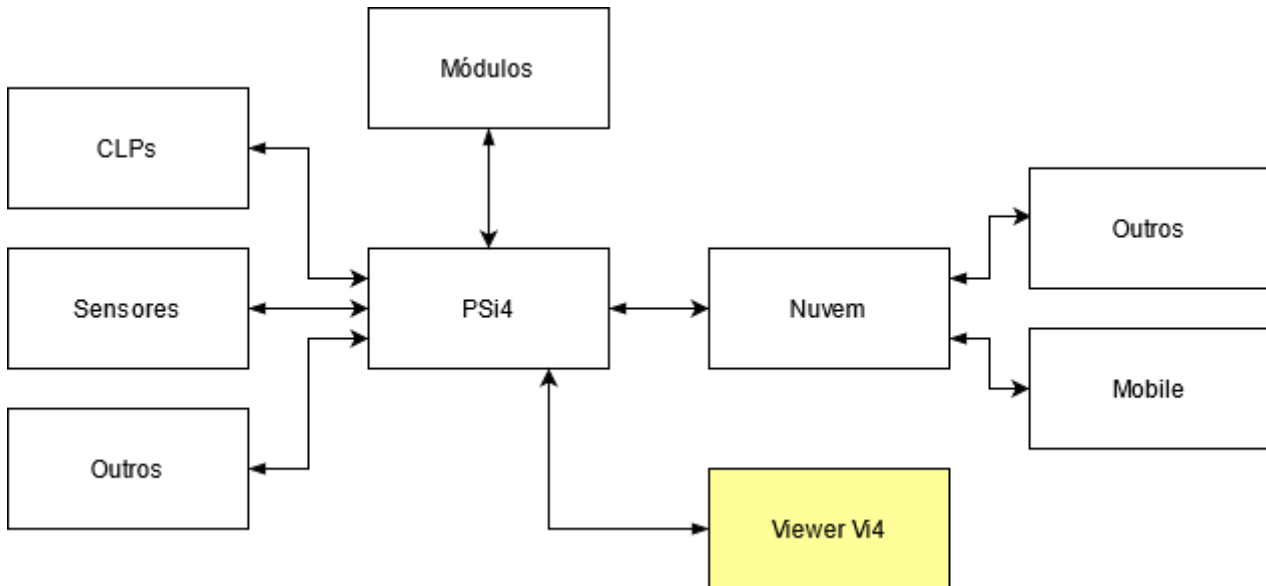 Módulos
CLPs
Outros
Sensores
PSi4
Nuvem
Mobile
Outros
Viewer Vi4